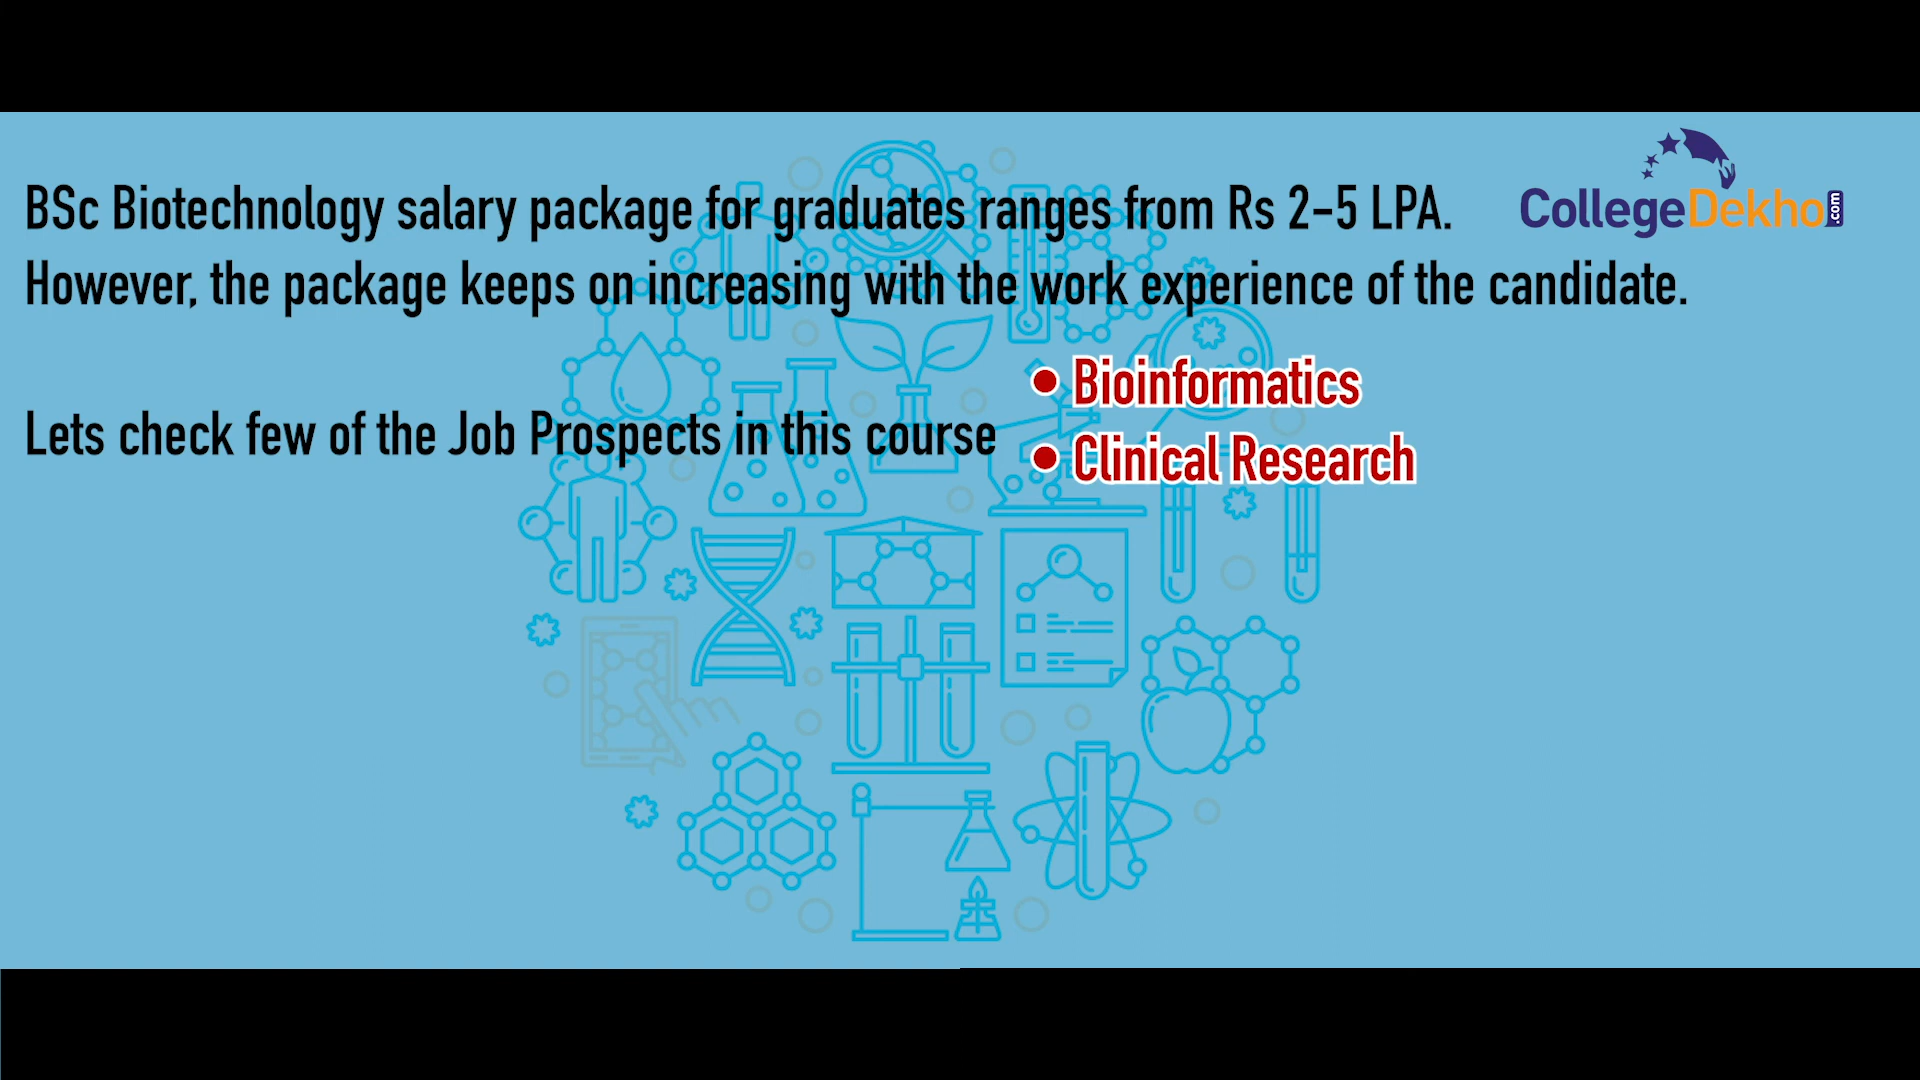 CollegeDekho.com
BSc Biotechnology salary package for graduates ranges from Rs 2-5 LPA.
However, the package keeps on increasing with the work experience of the candidate.
Lets check few of the Job Prospects in this course
• Bioinformatics
• Clinical Research